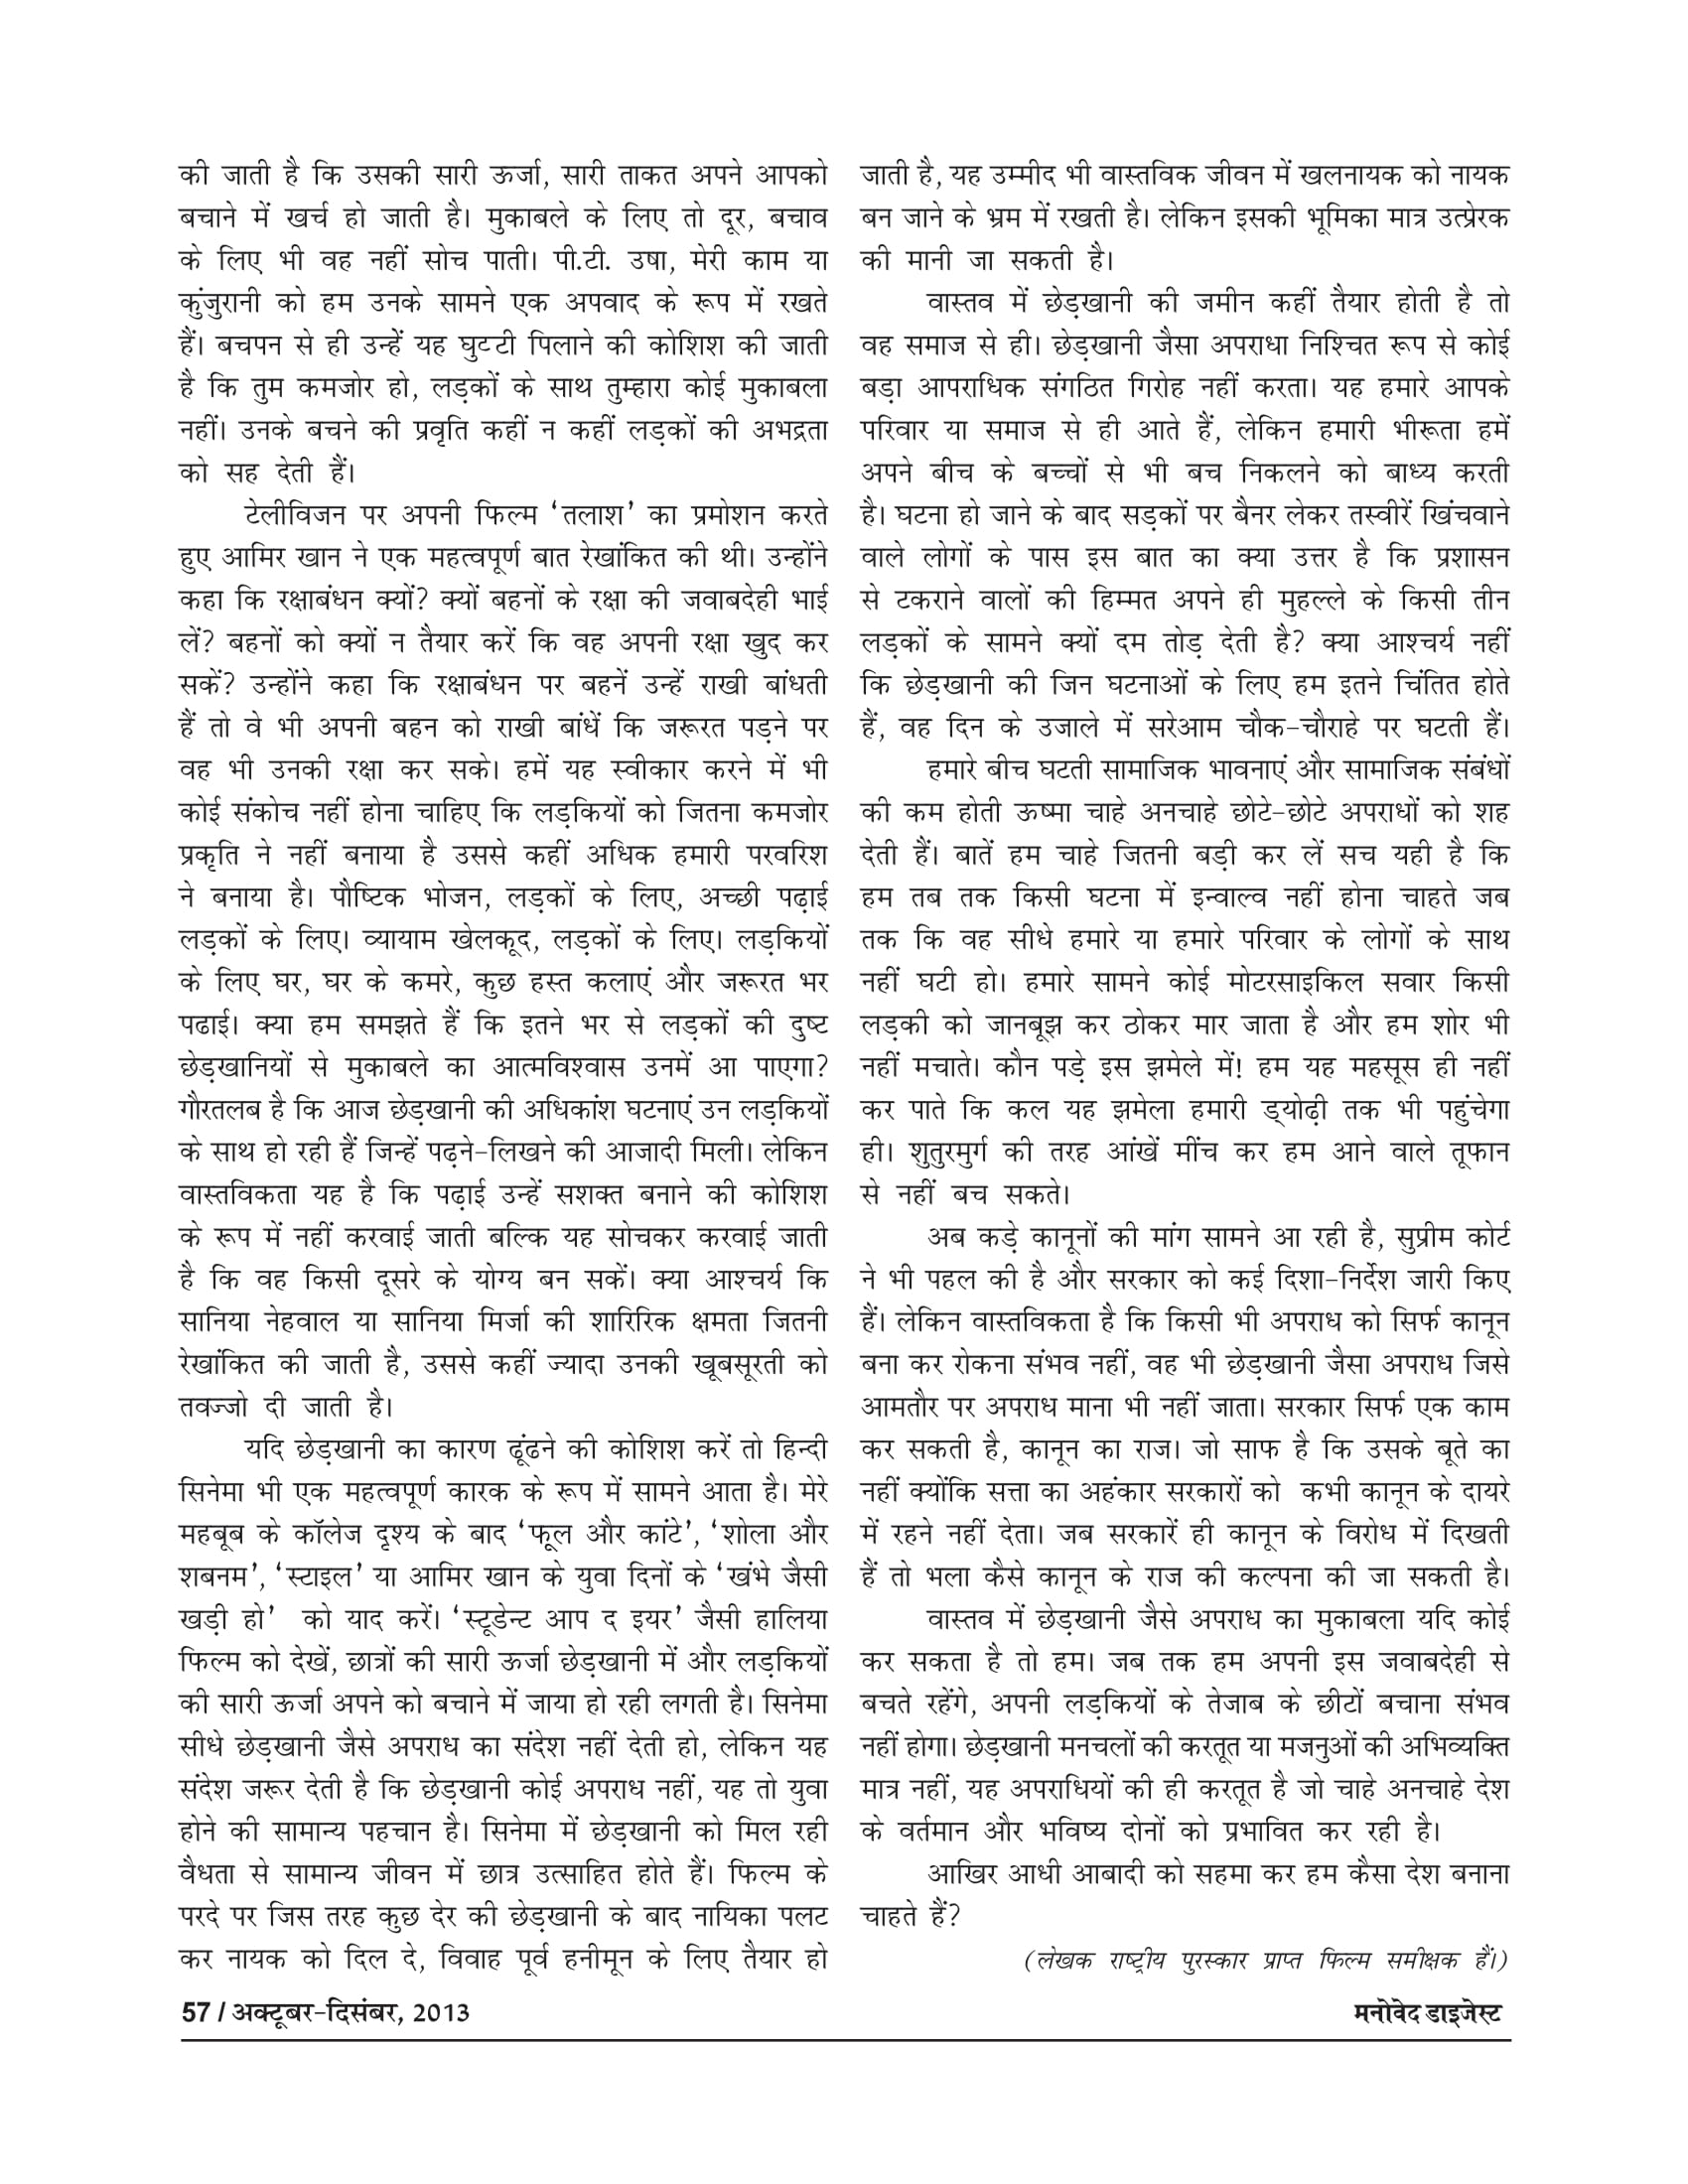 की जाती है कि उसकी सारी ऊर्जा, सारी ताकत अपने आपको
बचाने में खर्च हो जाती है। मुकाबले के लिए तो दूर, बचाव
के लिए भी वह नहीं सोच पाती। पी.टी. उषा, मेरी काम या
कुंजुरानी को हम उनके सामने एक अपवाद के रूप में रखते
हैं। बचपन से ही उन्हें यह घुटटी पिलाने की कोशिश की जाती
है कि तुम कमजोर हो, लड़कों के साथ तुम्हारा कोई मुकाबला
नहीं। उनके बचने की प्रवृति कहीं न कहीं लड़कों की अभद्रता
को सह देती हैं।
टेलीविजन पर अपनी फिल्म ‘तलाश’ का प्रमोशन करते
हुए आमिर खान ने एक महत्वपूर्ण बात रेखांकित की थी। उन्होंने
कहा कि रक्षाबंधन क्यों? क्यों बहनों के रक्षा की जवाबदेही भाई
लें? बहनों को क्यों न तैयार करें कि वह अपनी रक्षा खुद कर
सकें? उन्होंने कहा कि रक्षाबंधन पर बहनें उन्हें राखी बांधती
हैं तो वे भी अपनी बहन को राखी बांधें कि जरूरत पड़ने पर
वह भी उनकी रक्षा कर सके। हमें यह स्वीकार करने में भी
कोई संकोच नहीं होना चाहिए कि लड़कियों को जितना कमजोर
प्रकृति ने नहीं बनाया है उससे कहीं अधिक हमारी परवरिश
ने बनाया है। पौष्टिक भोजन, लड़कों के लिए, अच्छी पढ़ाई
लड़कों के लिए। व्यायाम खेलकूद, लड़कों के लिए। लड़कियों
के लिए घर, घर के कमरे, कुछ हस्त कलाएं और जरूरत भर
पढाई। क्या हम समझते हैं कि इतने भर से लड़कों की दुष्ट
छेड़खानियों से मुकाबले का आत्मविश्वास उनमें आ पाएगा?
गौरतलब है कि आज छेड़खानी की अधिकांश घटनाएं उन लड़कियों
के साथ हो रही हैं जिन्हें पढ़ने-लिखने की आजादी मिली। लेकिन
वास्तविकता यह है कि पढ़ाई उन्हें सशक्त बनाने की कोशिश
के रूप में नहीं करवाई जाती बल्कि यह सोचकर करवाई जाती
है कि वह किसी दूसरे के योग्य बन सकें। क्या आश्चर्य कि
सानिया नेहवाल या सानिया मिर्जा की शारिरिक क्षमता जितनी
रेखांकित की जाती है, उससे कहीं ज्यादा उनकी खूबसूरती को
तवज्जो दी जाती है।
यदि छेड़खानी का कारण ढूंढने की कोशिश करें तो हिन्दी
सिनेमा भी एक महत्वपूर्ण कारक के रूप में सामने आता है। मेरे
महबूब के कॉलेज दृश्य के बाद ‘फूल और कांटे’, ‘शोला और
शबनम’, ‘स्टाइल’ या आमिर खान के युवा दिनों के ‘खंभे जैसी
खड़ी हो’ को याद करें। ‘स्टूडेन्ट आप द इयर’ जैसी हालिया
फिल्म को देखें, छात्रों की सारी ऊर्जा छेड़खानी में और लड़कियों
की सारी ऊर्जा अपने को बचाने में जाया हो रही लगती है। सिनेमा
सीधे छेड़खानी जैसे अपराध का संदेश नहीं देती हो, लेकिन यह
संदेश जरूर देती है कि छेड़खानी कोई अपराध नहीं, यह तो युवा
होने की सामान्य पहचान है। सिनेमा में छेड़खानी को मिल रही
वैधता से सामान्य जीवन में छात्र उत्साहित होते हैं। फिल्म के
परदे पर जिस तरह कुछ देर की छेड़खानी के बाद नायिका पलट
कर नायक को दिल दे, विवाह पूर्व हनीमून के लिए तैयार हो
जाती है, यह उम्मीद भी वास्तविक जीवन में खलनायक को नायक
बन जाने के भ्रम में रखती है। लेकिन इसकी भूमिका मात्र उत्प्रेरक
की मानी जा सकती है।
वास्तव में छेड़खानी की जमीन कहीं तैयार होती है तो
वह समाज से ही। छेड़खानी जैसा अपराधा निश्चित रूप से कोई
बड़ा आपराधिक संगठित गिरोह नहीं करता। यह हमारे आपके
परिवार या समाज से ही आते हैं, लेकिन हमारी भीरूता हमें
अपने बीच के बच्चों से भी बच निकलने को बाध्य करती
है। घटना हो जाने के बाद सड़कों पर बैनर लेकर तस्वीरें खिंचवाने
वाले लोगों के पास इस बात का क्या उत्तर है कि प्रशासन
से टकराने वालों की हिम्मत अपने ही मुहल्ले के किसी तीन
लड़कों के सामने क्यों दम तोड़ देती है? क्या आश्चर्य नहीं
कि छेड़खानी की जिन घटनाओं के लिए हम इतने चिंतित होते
हैं, वह दिन के उजाले में सरेआम चौक-चौराहे पर घटती हैं।
हमारे बीच घटती सामाजिक भावनाएं और सामाजिक संबंधों
की कम होती ऊष्मा चाहे अनचाहे छोटे-छोटे अपराधों को शह
देती हैं। बातें हम चाहे जितनी बड़ी कर लें सच यही है कि
हम तब तक किसी घटना में इन्वाल्व नहीं होना चाहते जब
तक कि वह सीधे हमारे या हमारे परिवार के लोगों के साथ
नहीं घटी हो। हमारे सामने कोई मोटरसाइकिल सवार किसी
लड़की को जानबूझ कर ठोकर मार जाता है और हम शोर भी
नहीं मचाते। कौन पड़े इस झमेले में! हम यह महसूस ही नहीं
कर पाते कि कल यह झमेला हमारी ड्योढ़ी तक भी पहुंचेगा
ही। शुतुरमुर्ग की तरह आंखें मींच कर हम आने वाले तूफान
से नहीं बच सकते।
अब कड़े कानूनों की मांग सामने आ रही है, सुप्रीम कोर्ट
ने भी पहल की है और सरकार को कई दिशा-निर्देश जारी किए
हैं। लेकिन वास्तविकता है कि किसी भी अपराध को सिर्फ कानून
बना कर रोकना संभव नहीं, वह भी छेड़खानी जैसा अपराध जिसे
आमतौर पर अपराध माना भी नहीं जाता। सरकार सिर्फ एक काम
कर सकती है, कानून का राज। जो साफ है कि उसके बूते का
नहीं क्योंकि सत्ता का अहंकार सरकारों को कभी कानून के दायरे
में रहने नहीं देता। जब सरकारें ही कानून के विरोध में दिखती
हैं तो भला कैसे कानून के राज की कल्पना की जा सकती है।
वास्तव में छेड़खानी जैसे अपराध का मुकाबला यदि कोई
कर सकता है तो हम। जब तक हम अपनी इस जवाबदेही से
बचते रहेंगे, अपनी लड़कियों के तेजाब के छीटों बचाना संभव
नहीं होगा। छेड़खानी मनचलों की करतूत या मजनुओं की अभिव्यक्ति
मात्र नहीं, यह अपराधियों की ही करतूत है जो चाहे अनचाहे देश
के वर्तमान और भविष्य दोनों को प्रभावित कर रही है।
आखिर आधी आबादी को सहमा कर हम कैसा देश बनाना
चाहते हैं?
(लेखक राष्ट्रीय पुरस्कार प्राप्त फिल्म समीक्षक हैं।)
57 / अक्टूबर-दिसंबर, 2013
मनोवेद डाइजेस्ट